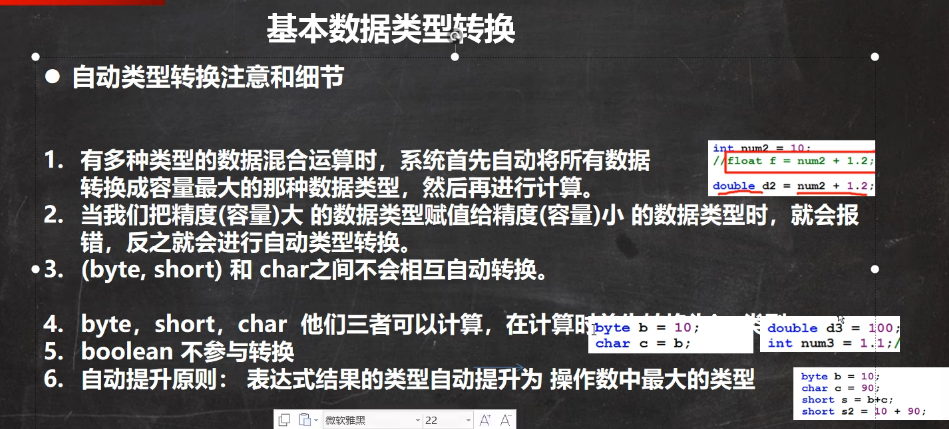 基本数据类型转换
● 自动类型转换注意和细节
1. 有多种类型的数据混合运算时，系统首先自动将所有数据
转换成容量最大的那种数据类型，然后再进行计算。
int num2 = 10;
//float f = num2 + 1.2;
double d2 = num2 + 1.2;
2. 当我们把精度(容量)大 的数据类型赋值给精度(容量)小 的数据类型时，就会报
错，反之就会进行自动类型转换。
3. (byte, short) 和 char之间不会相互自动转换。
4. byte，short，char 他们三者可以计算，在计算时
byte b = 10;
char c = b;
double d3 = 100;
int num3 = 1.1;/
5. boolean 不参与转换
6. 自动提升原则： 表达式结果的类型自动提升为 操作数中最大的类型
byte b = 10;
char c = 90;
short s = b+c;
short s2 = 10 + 90;
微软雅黑 22 A A